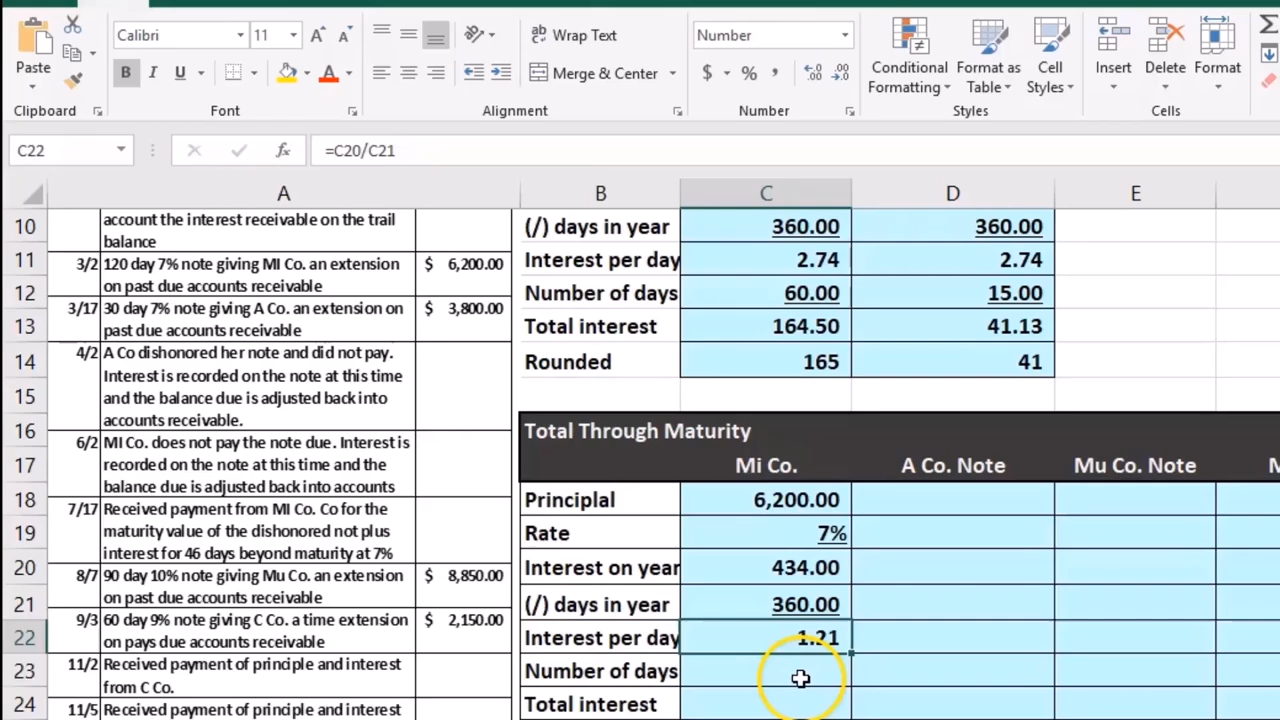 Calibri 11 Wrap Text Number
Paste B I U Merge & Center $ % , Conditional Formatting Format as Table Cell Styles Insert Delete Format
Clipboard Font Alignment Number Styles Cells
C22 fx =C20/C21
A B C D E
10 account the interest receivable on the trail
balance
(/) days in year 360.00 360.00
11 3/2 120 day 7% note giving MI Co. an extension $ 6,200.00
on past due accounts receivable
Interest per day 2.74 2.74
12 3/17 30 day 7% note giving A Co. an extension on $ 3,800.00
past due accounts receivable
Number of days 60.00 15.00
13 Total interest 164.50 41.13
14 4/2 A Co dishonored her note and did not pay.
Interest is recorded on the note at this time
and the balance due is adjusted back into
accounts receivable.
Rounded 165 41
15
16 6/2 MI Co. does not pay the note due. Interest is
recorded on the note at this time and the
balance due is adjusted back into accounts
Total Through Maturity
17 Mi Co. A Co. Note Mu Co. Note
18 7/17 Received payment from MI Co. Co for the
maturity value of the dishonored not plus
interest for 46 days beyond maturity at 7%
Principlal 6,200.00
19 Rate 7%
20 8/7 90 day 10% note giving Mu Co. an extension $ 8,850.00
on past due accounts receivable
Interest on year 434.00
21 9/3 60 day 9% note giving C Co. a time extension $ 2,150.00
on pays due accounts receivable
(/) days in year 360.00
22 Interest per day 1.21
23 11/2 Received payment of principle and interest
from C Co.
Number of days
24 11/5 Received payment of principle and interest
Total interest